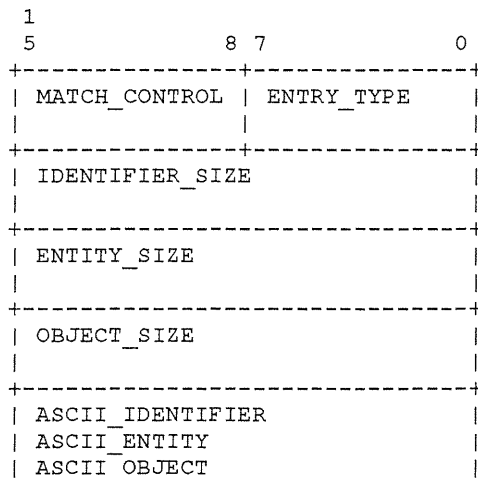 1
5 8 7 0
+---------------+---------------+
| MATCH_CONTROL | ENTRY_TYPE |
| | |
+---------------+---------------+
| IDENTIFIER_SIZE |
| |
+-------------------------------+
| ENTITY_SIZE |
| |
+-------------------------------+
| OBJECT_SIZE |
| |
+-------------------------------+
| ASCII_IDENTIFIER |
| ASCII_ENTITY |
| ASCII_OBJECT |